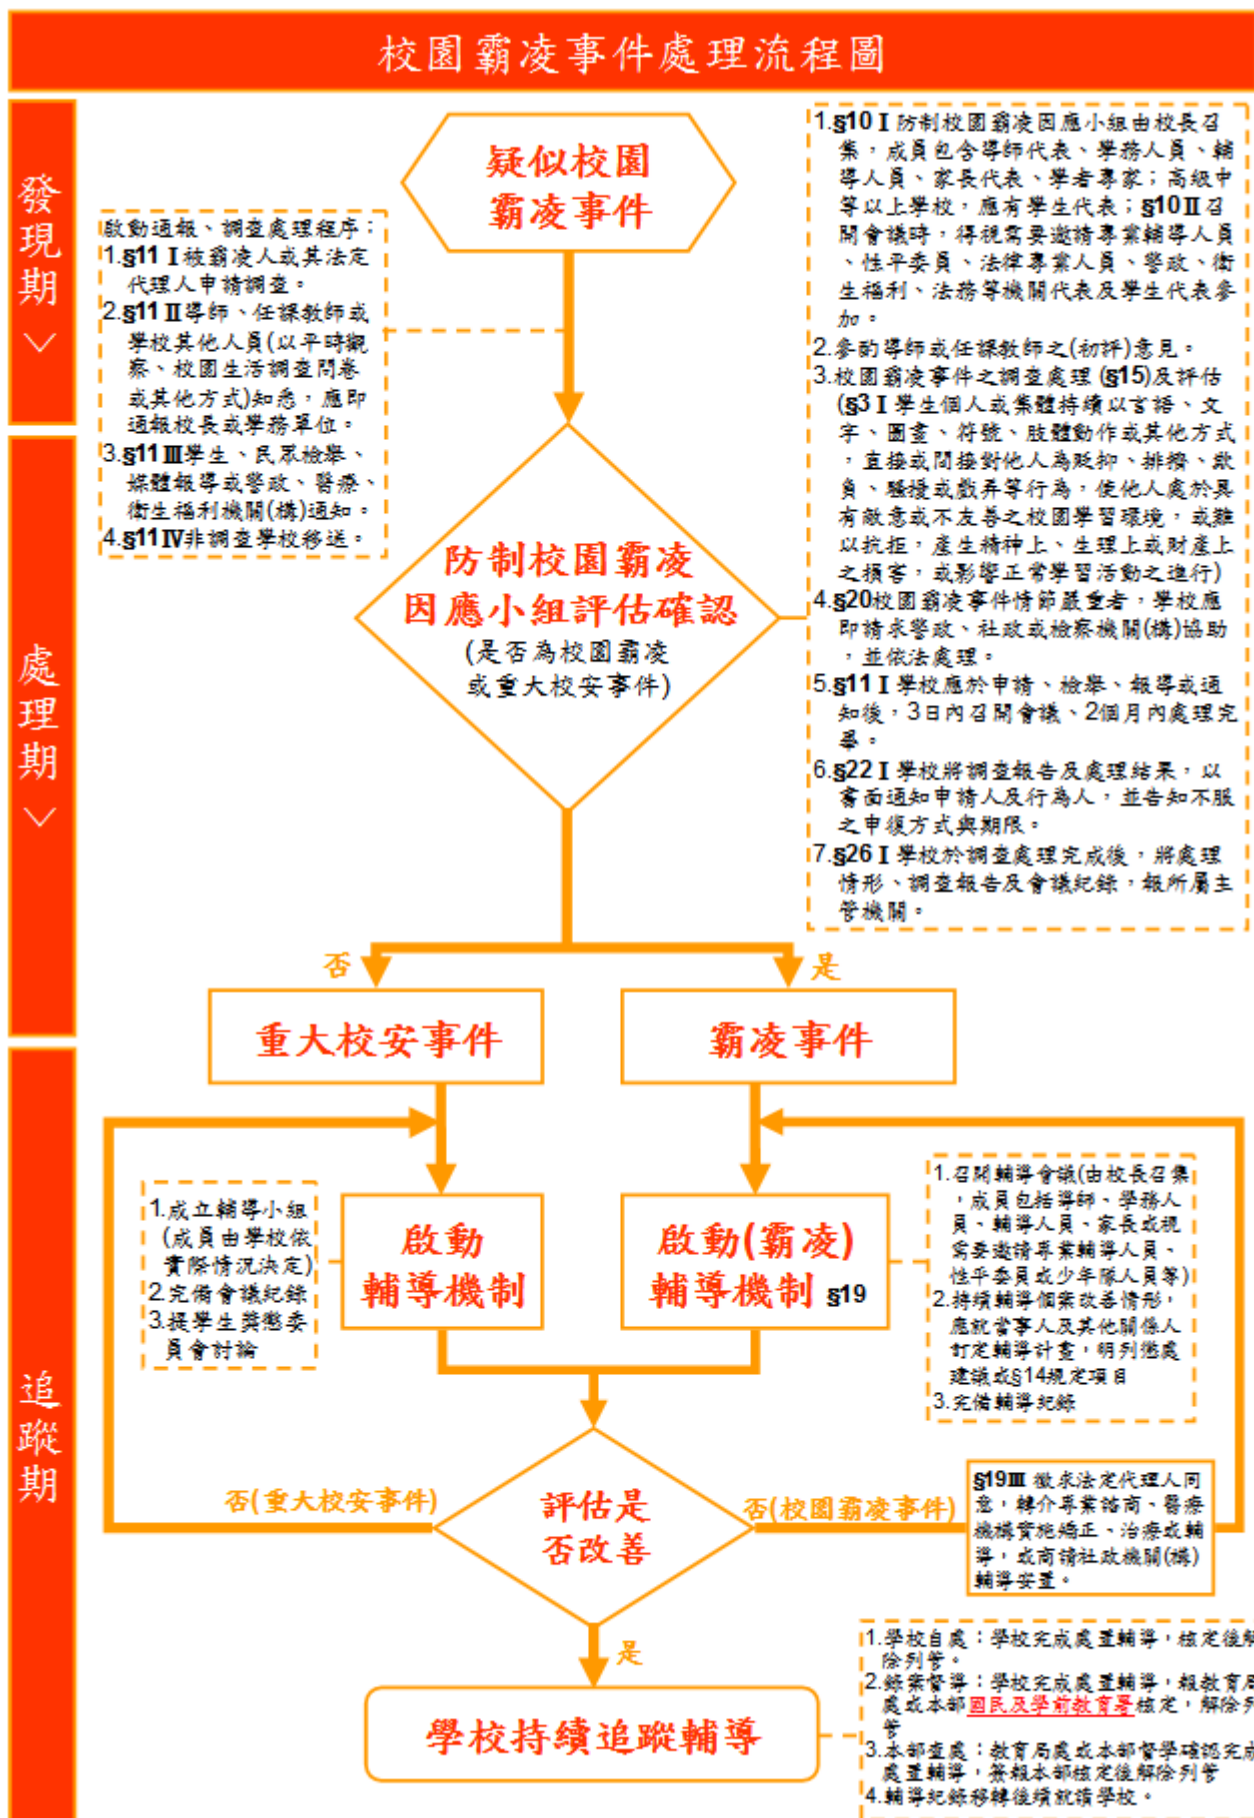 校園霸凌事件處理流程圖
發現期﹀
疑似校園
霸凌事件
啟動通報、調查處理程序：
1.§11 I 被霸凌人或其法定
代理人申請調查。
2.§11 II 導師、任課教師或
學校其他人員(以平時觀
察、校園生活調查問卷
或其他方式)知悉，應即
通報校長或學務單位。
3.§11 III 學生、民眾檢舉、
媒體報導或警政、醫療、
衛生福利機關(構)通知。
4.§11 IV 非調查學校移送。
1.§10 I 防制校園霸凌因應小組由校長召
集，成員包含導師代表、學務人員、輔
導人員、家長代表、學者專家；高級中
等以上學校，應有學生代表；§10 II 召
開會議時，得視需要邀請專業輔導人員
、性平委員、法律專業人員、警政、衛
生福利、法務等機關代表及學生代表參
加。
2.參酌導師或任課教師之(初評)意見。
3.校園霸凌事件之調查處理 (§15)及評估
(§3 I 學生個人或集體持續以言語、文
字、圖畫、符號、肢體動作或其他方式
，直接或間接對他人為貶抑、排擠、欺
負、騷擾或戲弄等行為，使他人處於具
有敵意或不友善之校園學習環境，或難
以抗拒，產生精神上、生理上或財產上
之損害，或影響正常學習活動之進行)
4.§20校園霸凌事件情節嚴重者，學校應
即請求警政、社政或檢察機關(構)協助
，並依法處理。
5.§11 I 學校應於申請、檢舉、報導或通
知後，3日內召開會議、2個月內處理完
畢。
6.§22 I 學校將調查報告及處理結果，以
書面通知申請人及行為人，並告知不服
之申復方式與期限。
7.§26 I 學校於調查處理完成後，將處理
情形、調查報告及會議紀錄，報所屬主
管機關。
處理期﹀
防制校園霸凌
因應小組評估確認
(是否為校園霸凌
或重大校安事件)
否
是
重大校安事件
霸凌事件
追蹤期
1.成立輔導小組
(成員由學校依
實際情況決定)
2.完備會議紀錄
3.提學生獎懲委
員會討論
啟動
輔導機制
啟動(霸凌)
輔導機制 §19
1.召開輔導會議(由校長召集
，成員包括導師、學務人
員、輔導人員、家長或視
需要邀請專業輔導人員、
性平委員或少年隊人員等)
2.持續輔導個案改善情形，
應就當事人及其他關係人
訂定輔導計畫，明列懲處
建議或§14規定項目
3.完備輔導紀錄
否(重大校安事件)
評估是
否改善
否(校園霸凌事件)
§19 III 徵求法定代理人同
意，轉介專業諮商、醫療
機構實施矯正、治療或輔
導，或商請社政機關(構)
輔導安置。
是
學校持續追蹤輔導
1.學校自處：學校完成處置輔導，核定後解
除列管。
2.錄案督導：學校完成處置輔導，報教育局
處或本部國民及學前教育署核定，解除列
管
3.本部查處：教育局處或本部督學確認完成
處置輔導，簽報本部核定後解除列管
4.輔導紀錄移轉後續就讀學校。